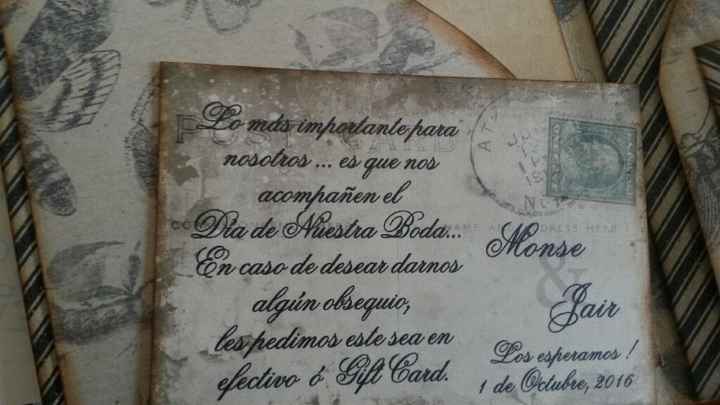 Lo más importante para
nosotros ... es que nos
acompañen el
Día de Nuestra Boda...
En caso de desear darnos
algún obsequio,
les pedimos este sea en
efectivo ó Gift Card.
Monse
&
Jair
Los esperamos !
1 de Octubre, 2016